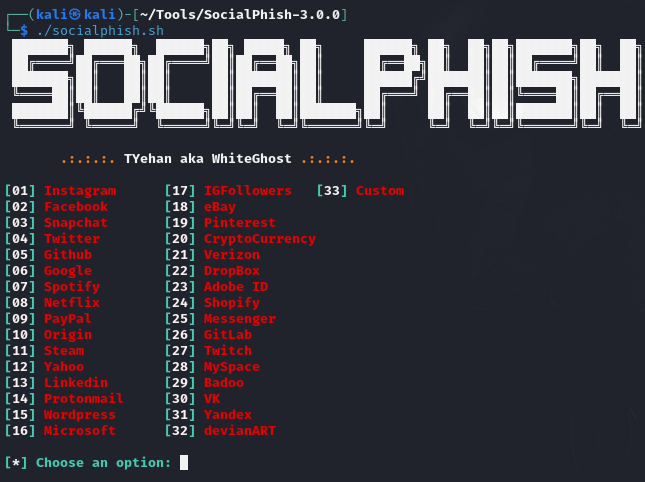 ┌──(kali㉿kali)-[~/Tools/SocialPhish-3.0.0]
└─$ ./socialphish.sh
SOCIALPHISH
.:.:.:. TYehan aka WhiteGhost .:.:.:.
[01] Instagram [17] IGFollowers [33] Custom
[02] Facebook [18] eBay
[03] Snapchat [19] Pinterest
[04] Twitter [20] CryptoCurrency
[05] Github [21] Verizon
[06] Google [22] DropBox
[07] Spotify [23] Adobe ID
[08] Netflix [24] Shopify
[09] PayPal [25] Messenger
[10] Origin [26] GitLab
[11] Steam [27] Twitch
[12] Yahoo [28] MySpace
[13] Linkedin [29] Badoo
[14] Protonmail [30] VK
[15] Wordpress [31] Yandex
[16] Microsoft [32] devianART
[*] Choose an option: